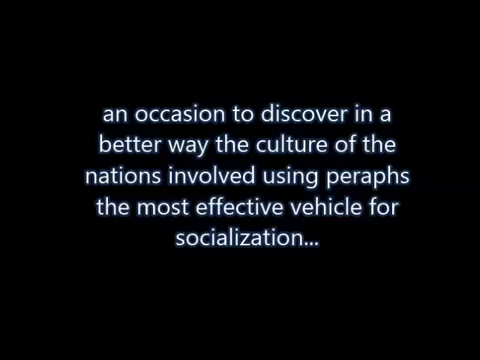 an occasion to discover in a
better way the culture of the
nations involved using peraphs
the most effective vehicle for
socialization...